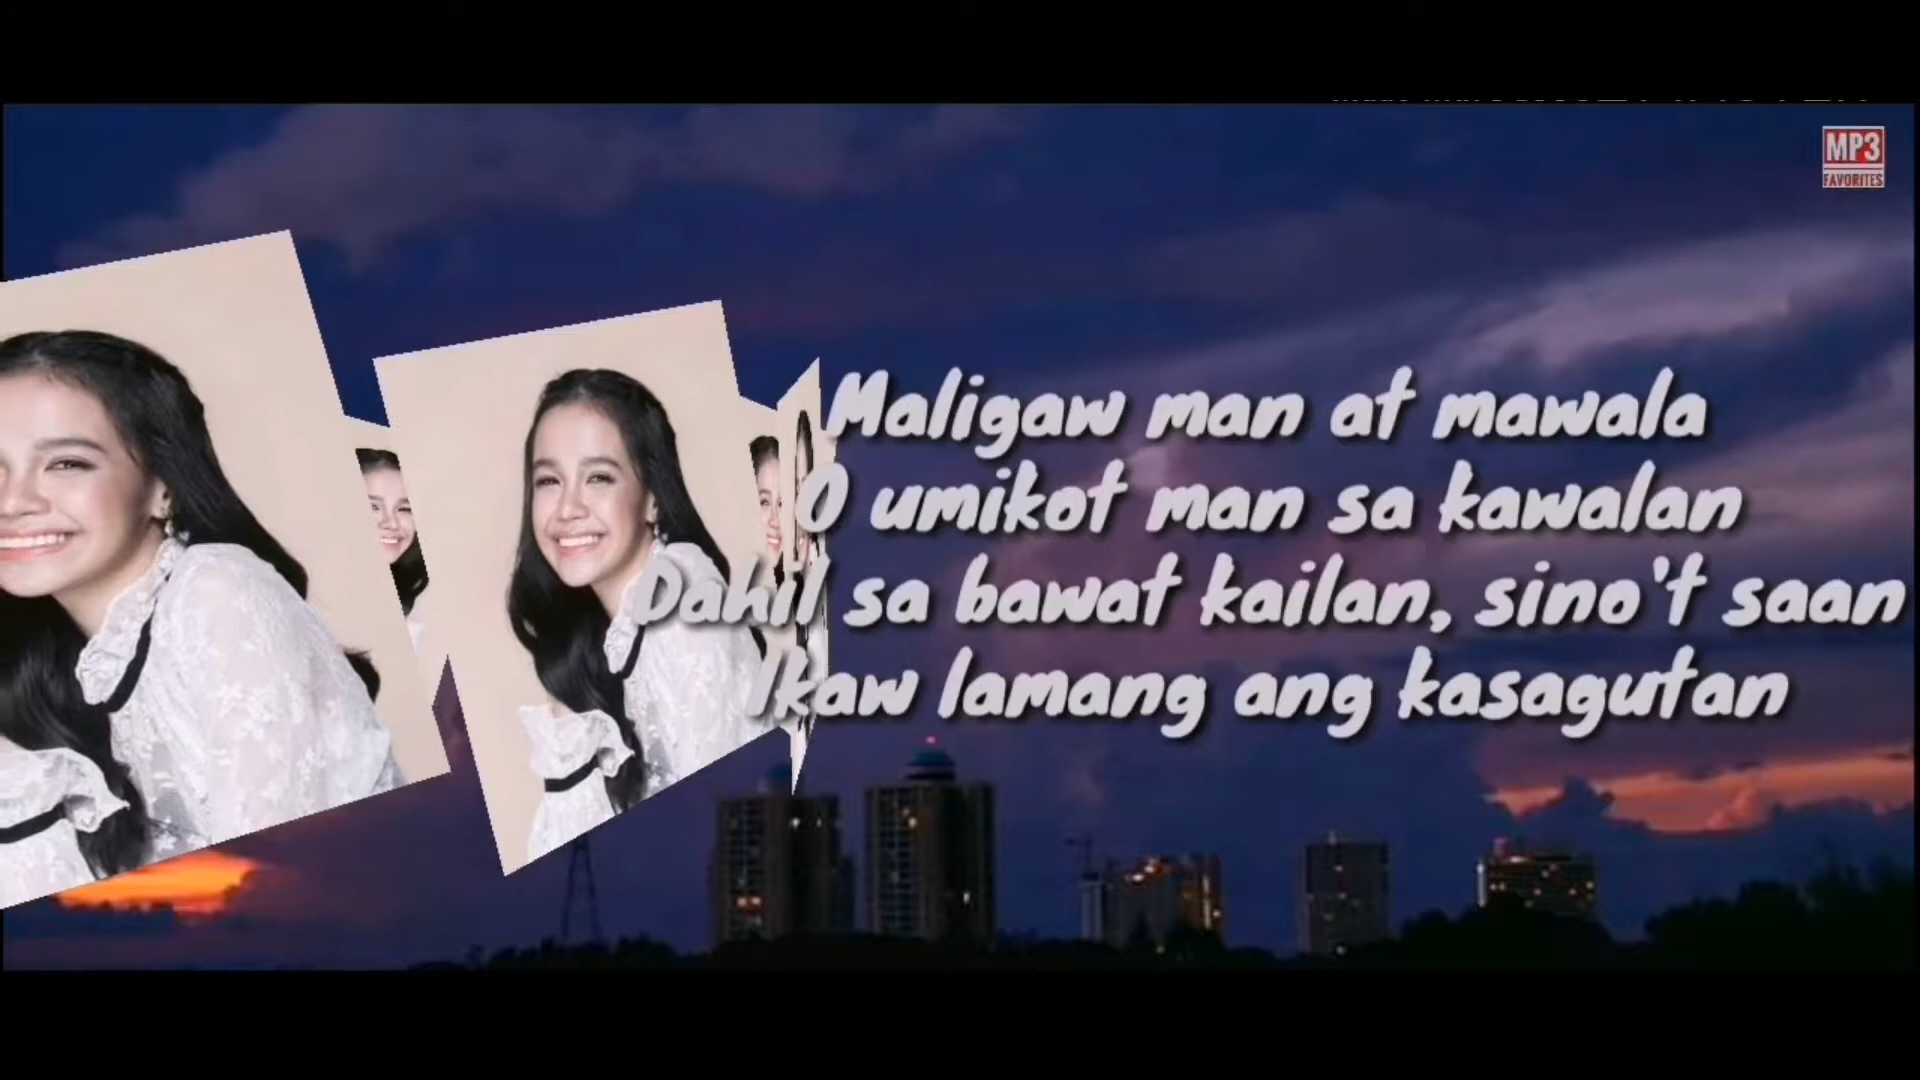 MP3
FAVORITES
Maligaw man at mawala
O umikot man sa kawalan
Dahil sa bawat kailan, sino't saan
Ikaw lamang ang kasagutan